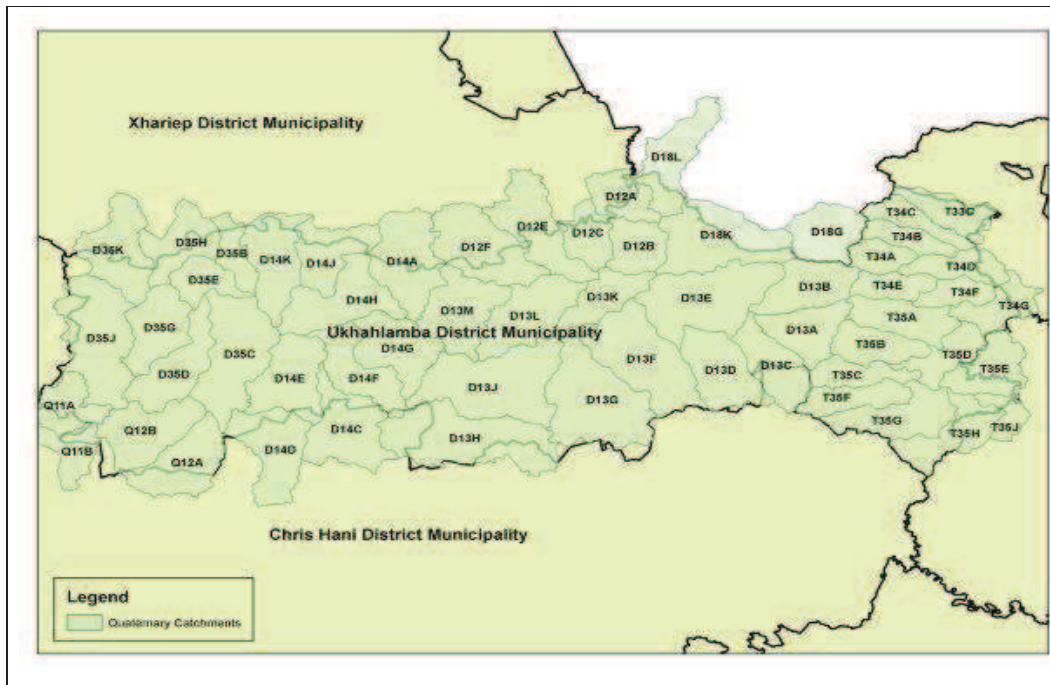 Xhariep District Municipality
D18L
D12A
T34C
T33C
D12E
D35K
D35H
D35B
D14K
D14J
D14A
D12F
D12C
D12B
D18K
D18G
T34B
T34A
T34D
D35E
D14H
D13K
D13E
D13B
T34E
T34F
T34G
D13M
D13L
T35A
D35J
D35G
Ukhahlamba District Municipality
D13A
T35B
D35C
D14G
D13F
T35D
T35E
D35D
D14E
D14F
D13J
D13D
D13C
T35C
Q11A
D13G
T35F
Q12B
D14C
D13H
T35G
T35H
T35J
Q11B
Q12A
D14D
Chris Hani District Municipality
Legend
Quaternary Catchments